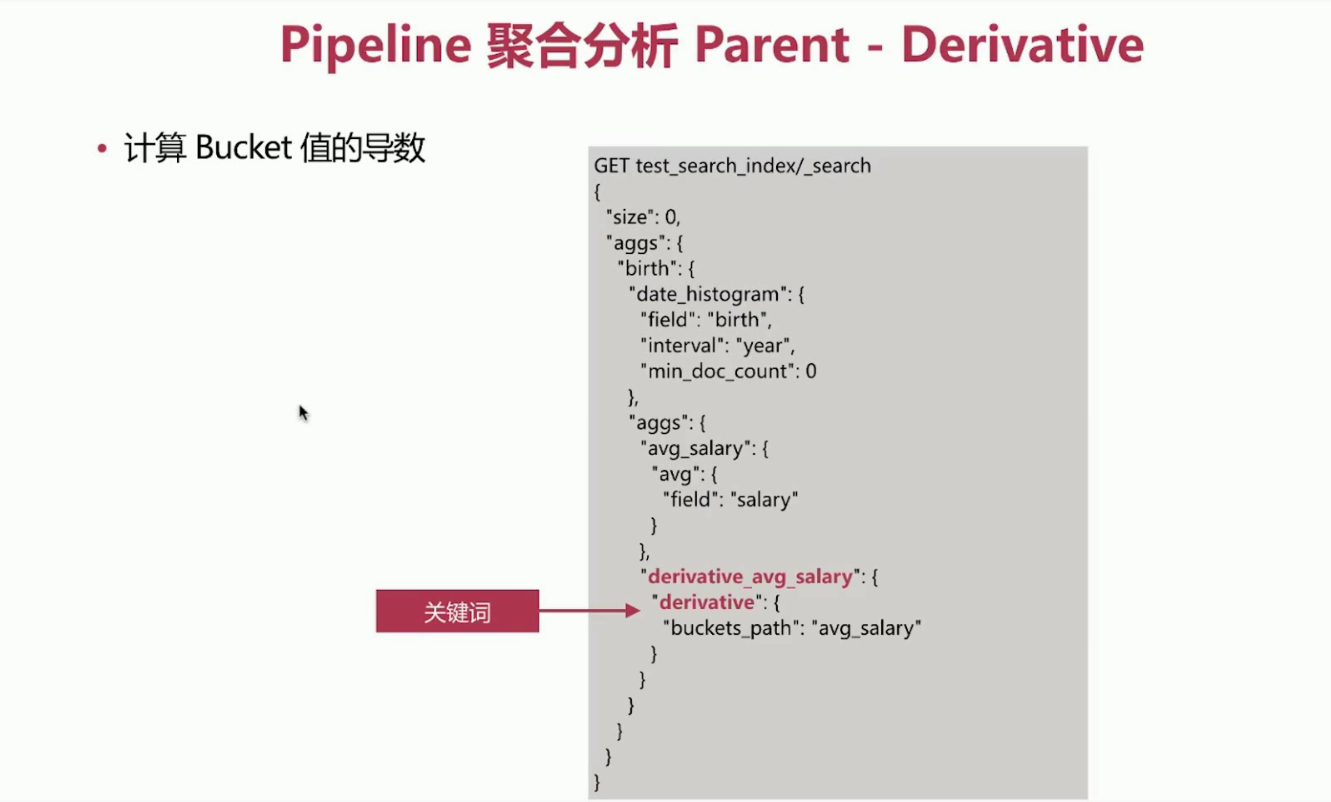 Pipeline 聚合分析 Parent - Derivative
• 计算 Bucket 值的导数
GET test_search_index/_search
{
"size": 0,
"aggs": {
"birth": {
"date_histogram": {
"field": "birth",
"interval": "year",
"min_doc_count": 0
},
"aggs": {
"avg_salary": {
"avg": {
"field": "salary"
}
},
"derivative_avg_salary": {
"derivative": {
"buckets_path": "avg_salary"
}
}
}
}
}
}
关键词